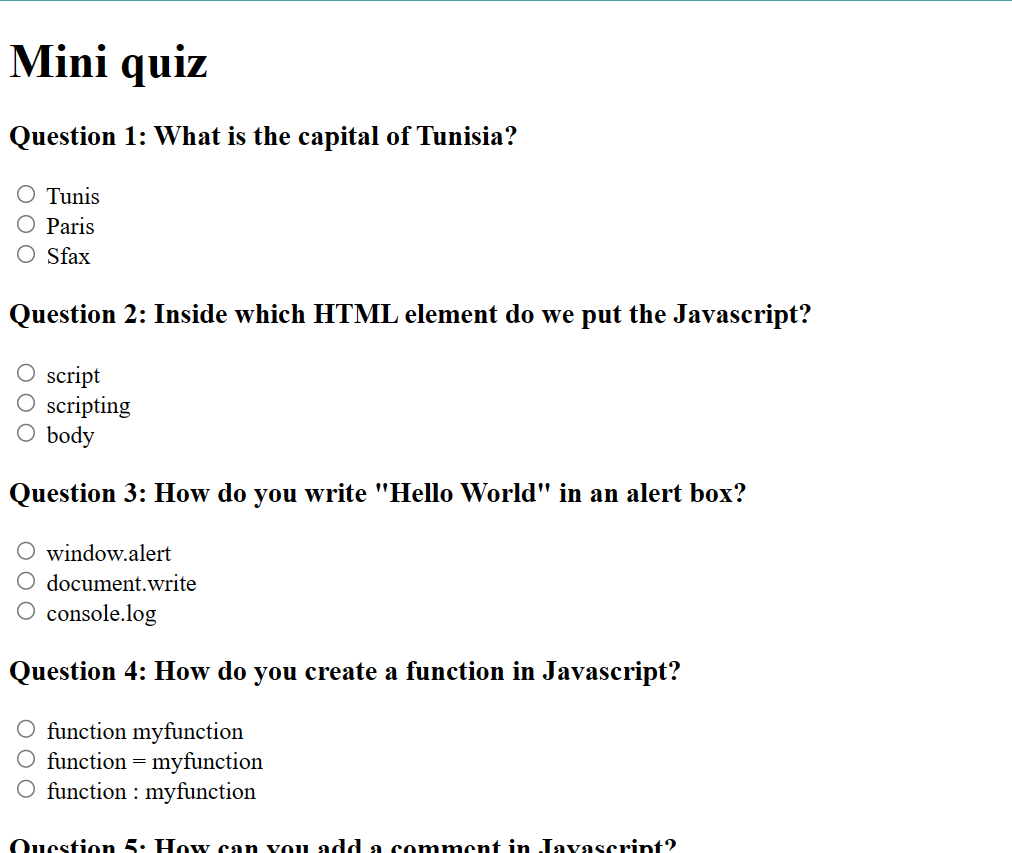 Mini quiz
Question 1: What is the capital of Tunisia?
Tunis
Paris
Sfax
Question 2: Inside which HTML element do we put the Javascript?
script
scripting
body
Question 3: How do you write "Hello World" in an alert box?
window.alert
document.write
console.log
Question 4: How do you create a function in Javascript?
function myfunction
function = myfunction
function : myfunction
Question 5: How can you add a comment in Javascript?